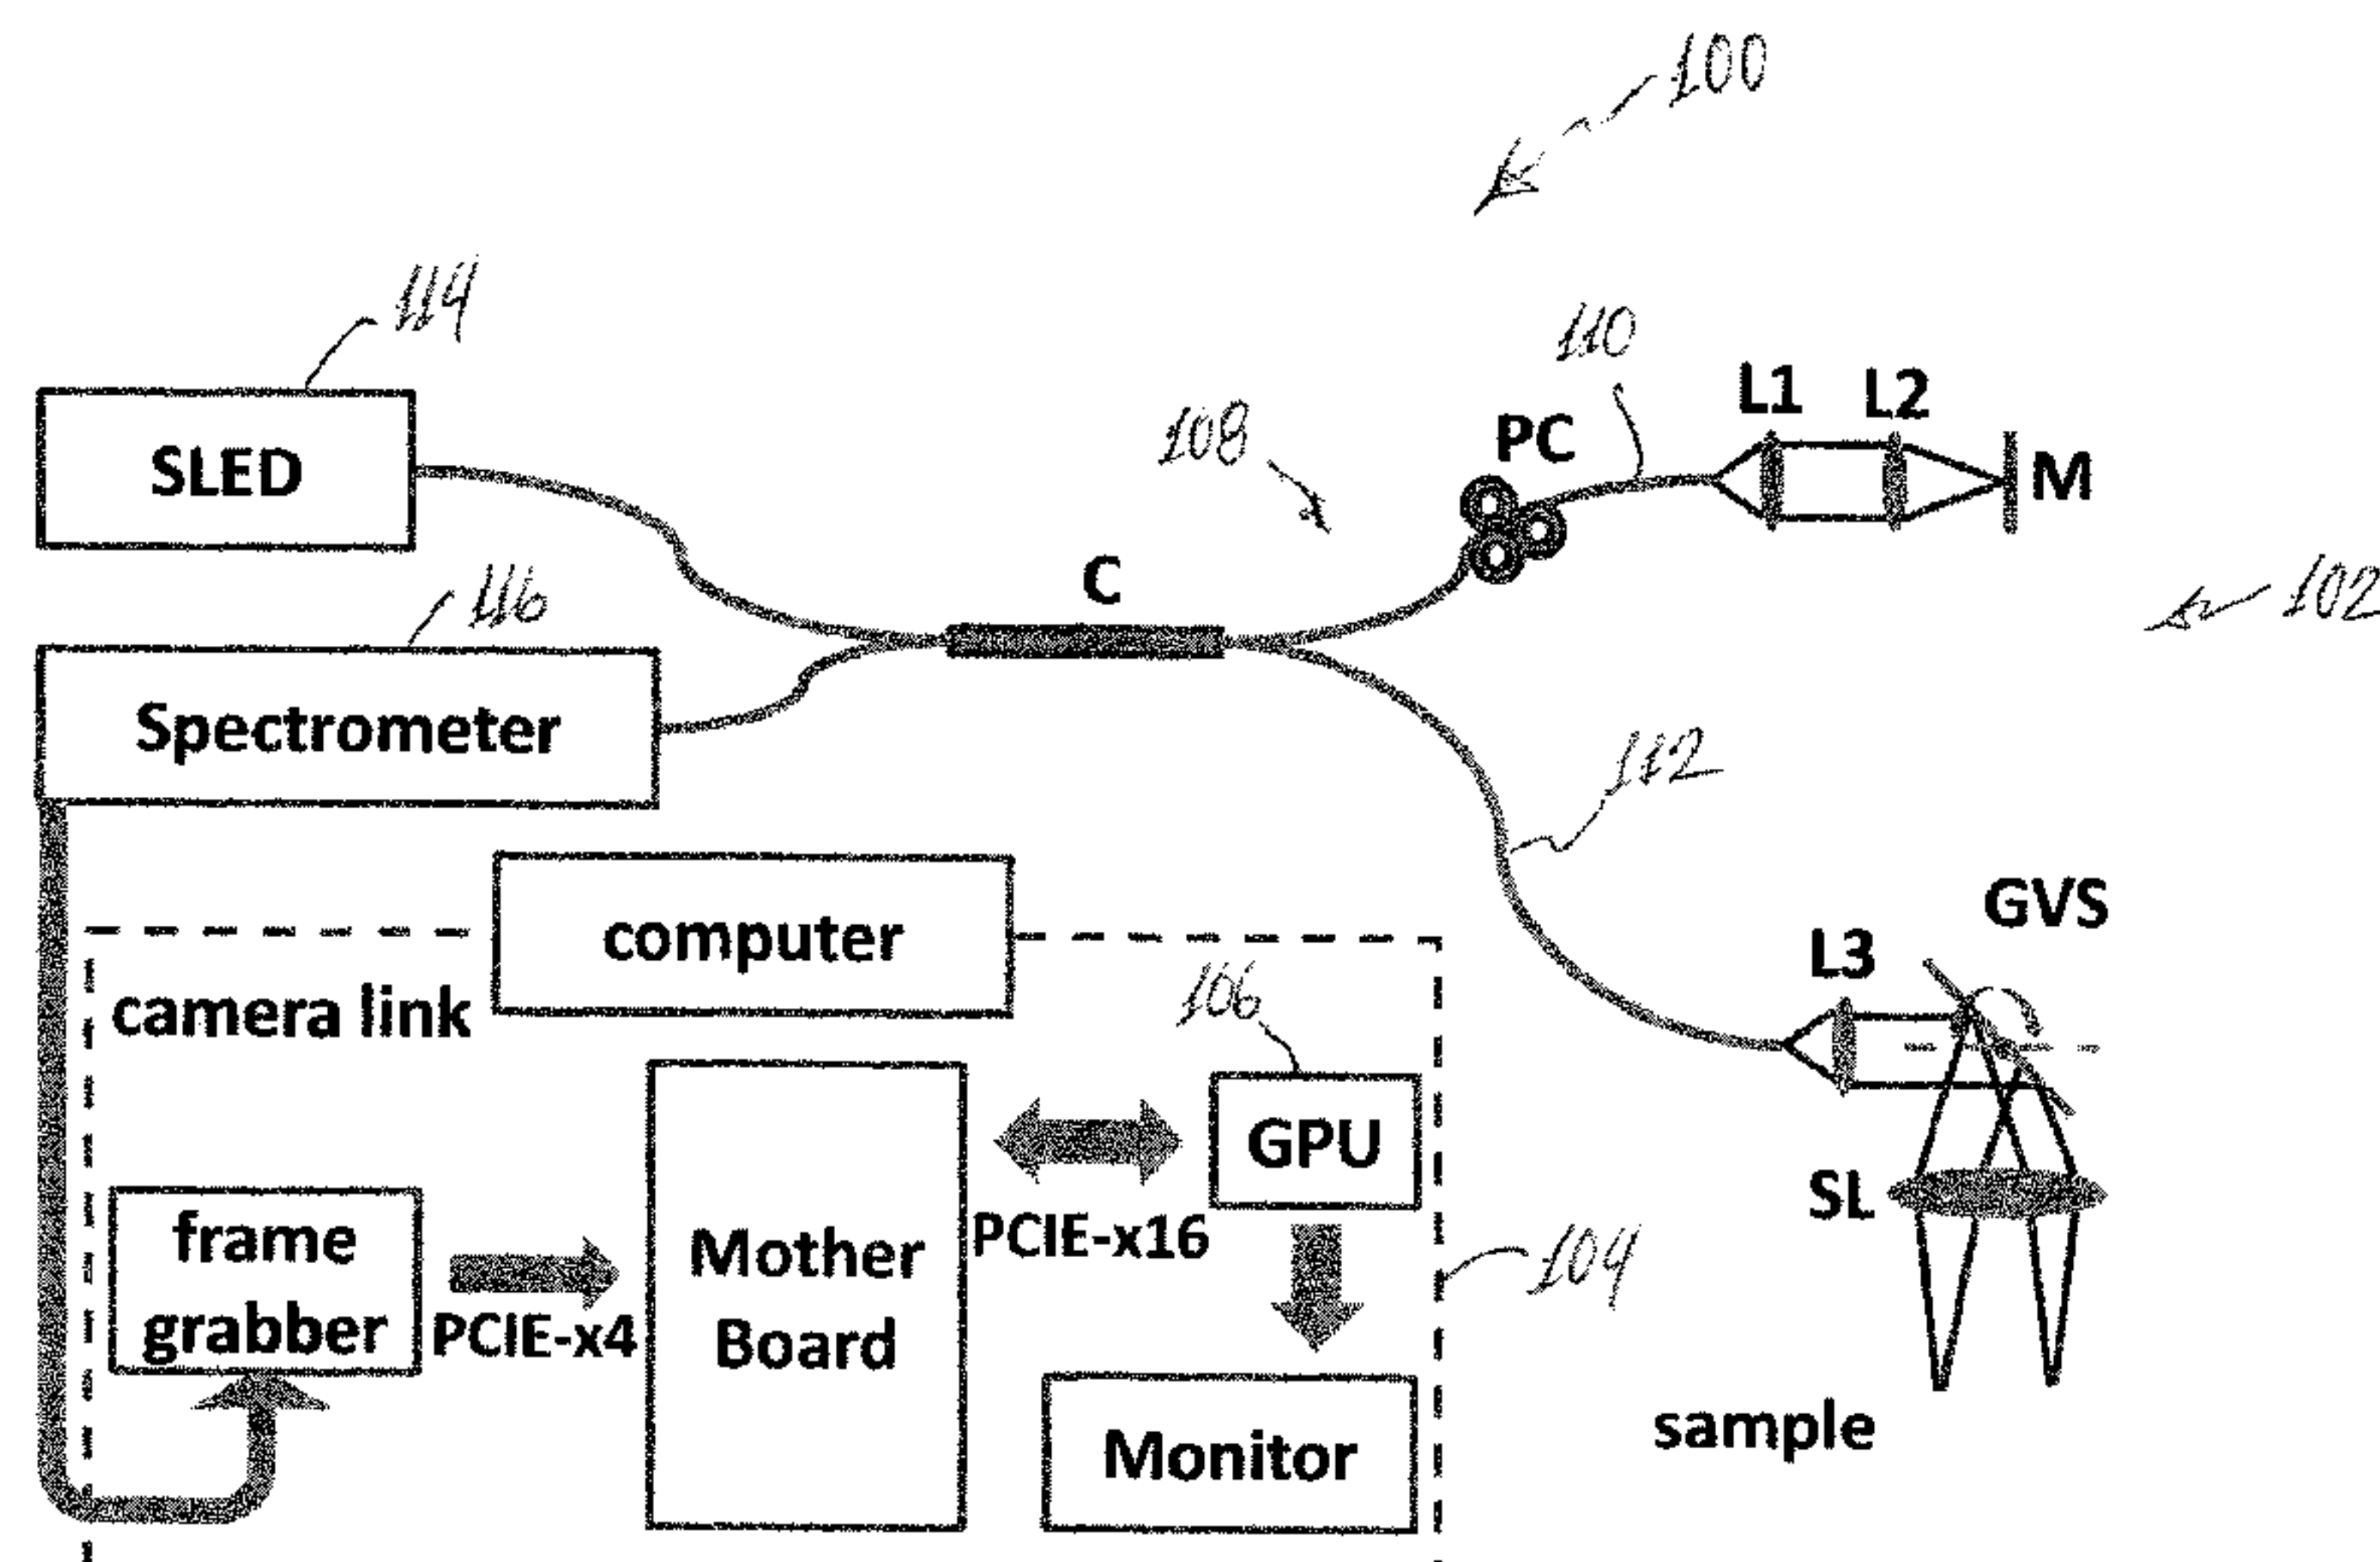 100
114
SLED
110
L1 L2
108
PC
M
C
116
102
Spectrometer
112
computer
GVS
L3
camera link
106
GPU
SL
frame
grabber
PCIE-x4
Mother
Board
PCIE-x16
104
Monitor
sample